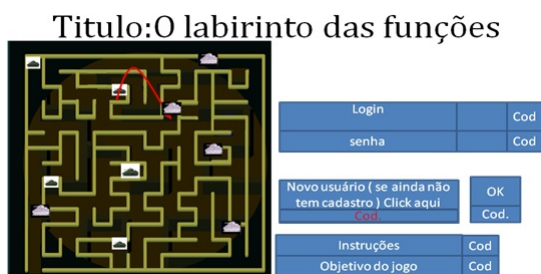 Titulo:O labirinto das funções
Login
Cod
senha
Cod
Novo usuário ( se ainda não
tem cadastro ) Click aqui
Cod.
OK
Cod.
Instruções
Cod
Objetivo do jogo
Cod